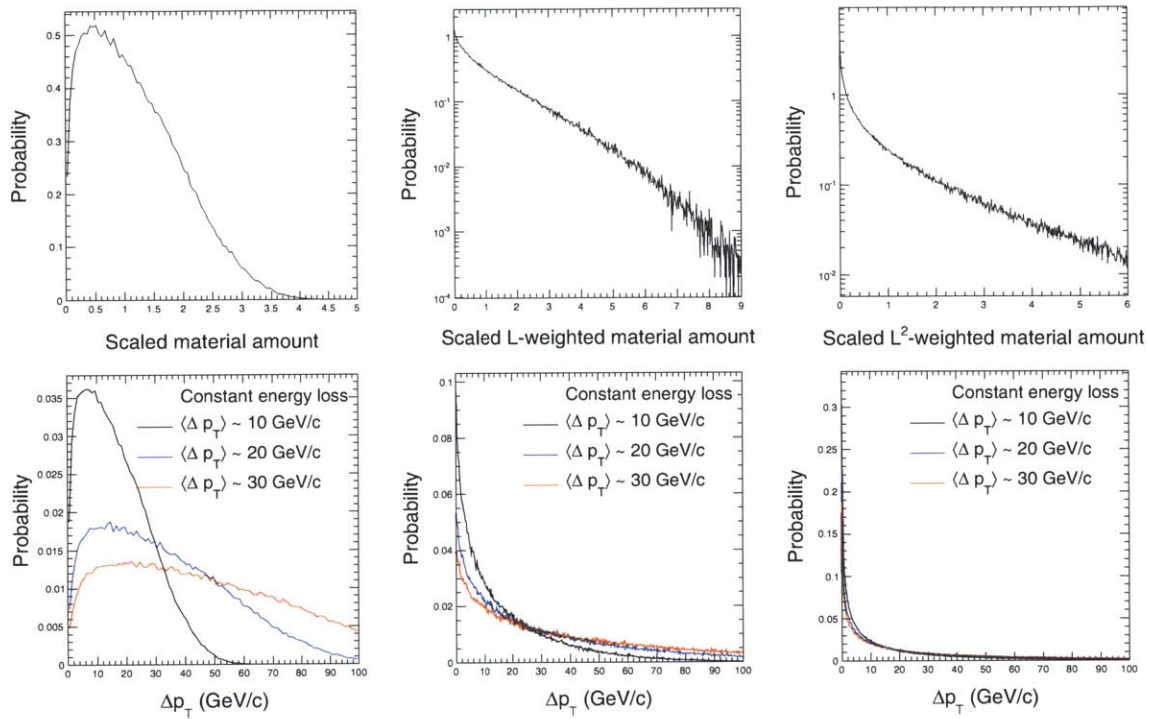 0.5
0.4
0.3
0.2
0.1
0
Probability
0 0.5 1 1.5 2 2.5 3 3.5 4 4.5 5
Scaled material amount
1
10^-1
10^-2
10^-3
10^-4
Probability
0 1 2 3 4 5 6 7 8 9
Scaled L-weighted material amount
1
10^-1
10^-2
Probability
0 1 2 3 4 5 6
Scaled L²-weighted material amount
Constant energy loss
⟨Δ p_T⟩ ~ 10 GeV/c
⟨Δ p_T⟩ ~ 20 GeV/c
⟨Δ p_T⟩ ~ 30 GeV/c
0.035
0.03
0.025
0.02
0.015
0.01
0.005
0
Probability
0 10 20 30 40 50 60 70 80 90 100
Δp_T (GeV/c)
Constant energy loss
⟨Δ p_T⟩ ~ 10 GeV/c
⟨Δ p_T⟩ ~ 20 GeV/c
⟨Δ p_T⟩ ~ 30 GeV/c
0.1
0.08
0.06
0.04
0.02
0
Probability
0 10 20 30 40 50 60 70 80 90 100
Δp_T (GeV/c)
Constant energy loss
⟨Δ p_T⟩ ~ 10 GeV/c
⟨Δ p_T⟩ ~ 20 GeV/c
⟨Δ p_T⟩ ~ 30 GeV/c
0.3
0.25
0.2
0.15
0.1
0.05
0
Probability
0 10 20 30 40 50 60 70 80 90 100
Δp_T (GeV/c)